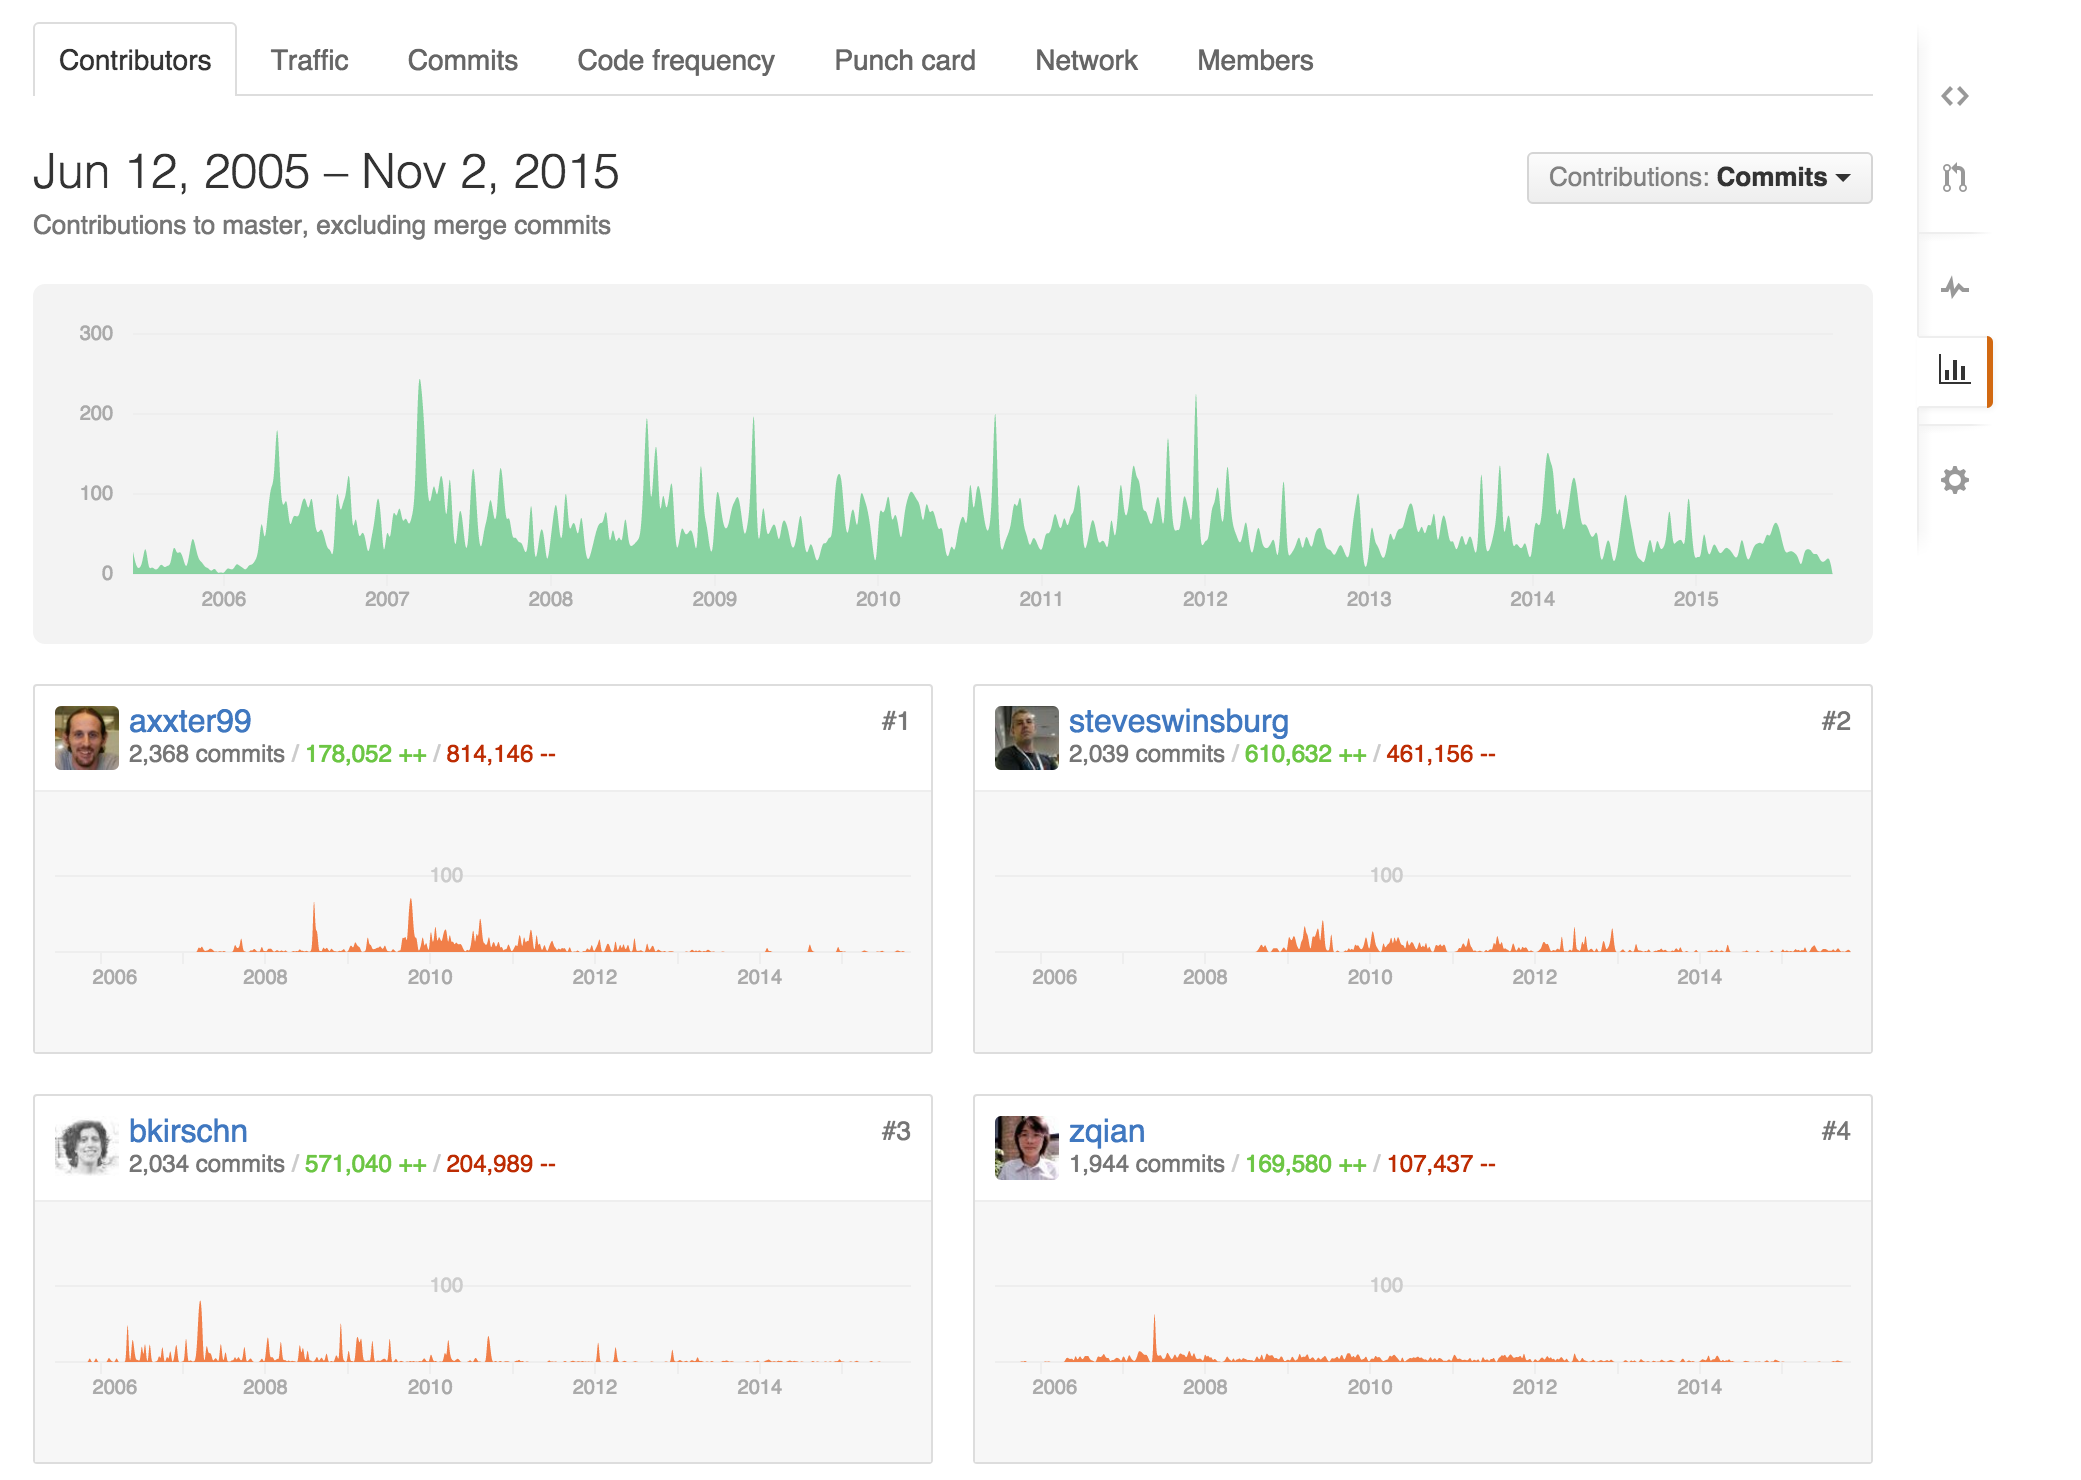 Contributors Traffic Commits Code frequency Punch card Network Members
Jun 12, 2005 – Nov 2, 2015
Contributions: Commits
Contributions to master, excluding merge commits
300
200
100
0
2006 2007 2008 2009 2010 2011 2012 2013 2014 2015
axxter99 #1
2,368 commits / 178,052 ++ / 814,146 --
100
2006 2008 2010 2012 2014
steveswinsburg #2
2,039 commits / 610,632 ++ / 461,156 --
100
2006 2008 2010 2012 2014
bkirschn #3
2,034 commits / 571,040 ++ / 204,989 --
100
2006 2008 2010 2012 2014
zqian #4
1,944 commits / 169,580 ++ / 107,437 --
100
2006 2008 2010 2012 2014